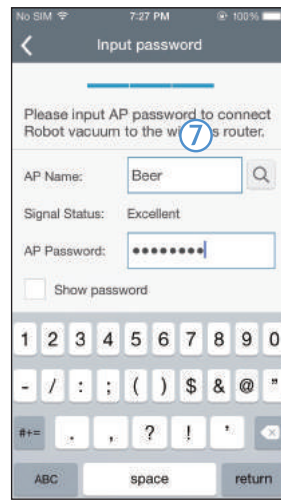 No SIM 7:27 PM 100%
Input password
Please input AP password to connect
Robot vacuum to the router.
7
AP Name: Beer
Signal Status: Excellent
AP Password: ••••••••
Show password
1 2 3 4 5 6 7 8 9 0
- / : ; ( ) $ & @ "
#+= . , ? ! '
ABC space return